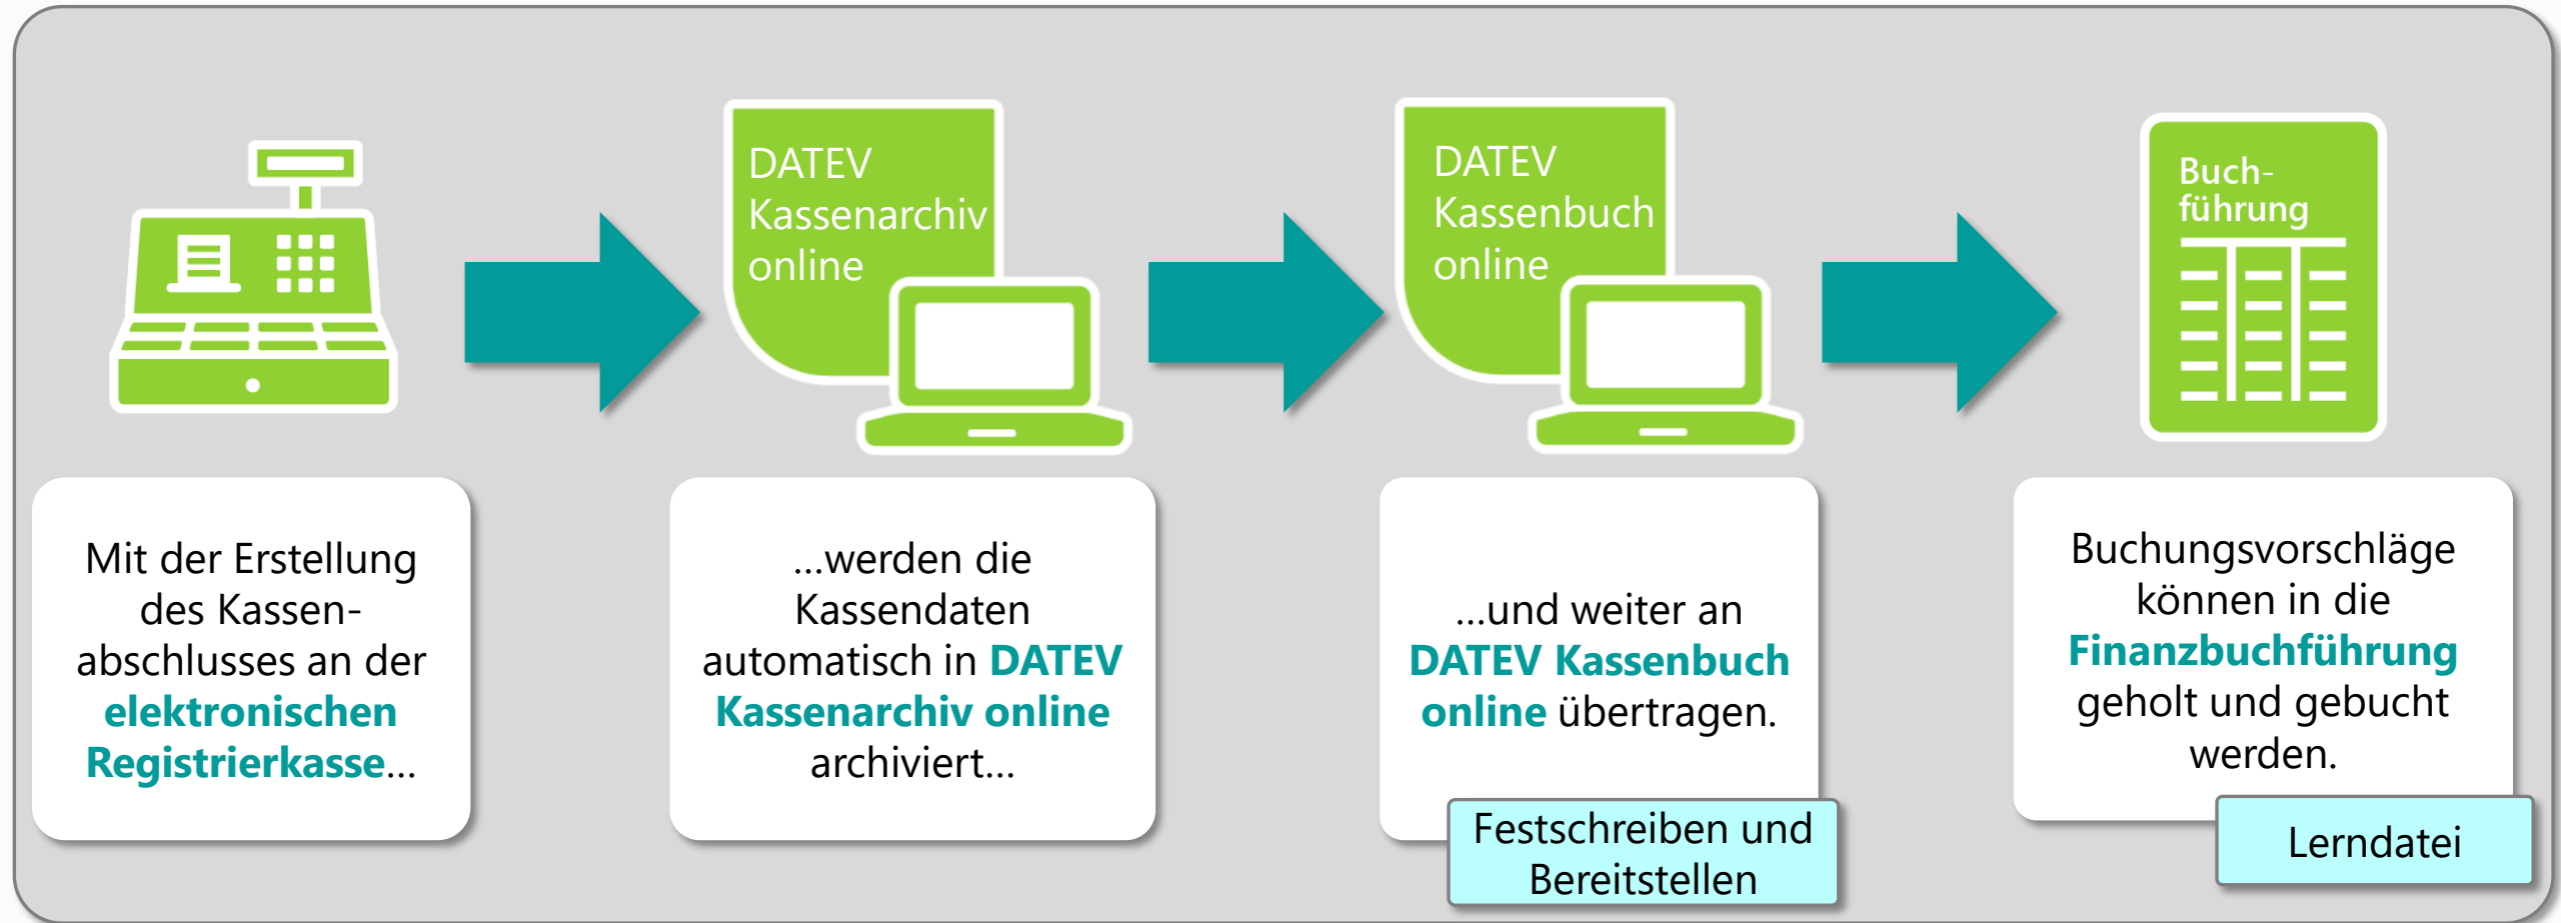 DATEV
Kassenarchiv
online
DATEV
Kassenbuch
online
Buch-
führung
Mit der Erstellung
des Kassen-
abschlusses an der
elektronischen
Registrierkasse...
...werden die
Kassendaten
automatisch in DATEV
Kassenarchiv online
archiviert...
...und weiter an
DATEV Kassenbuch
online übertragen.
Festschreiben und
Bereitstellen
Buchungsvorschläge
können in die
Finanzbuchführung
geholt und gebucht
werden.
Lerndatei